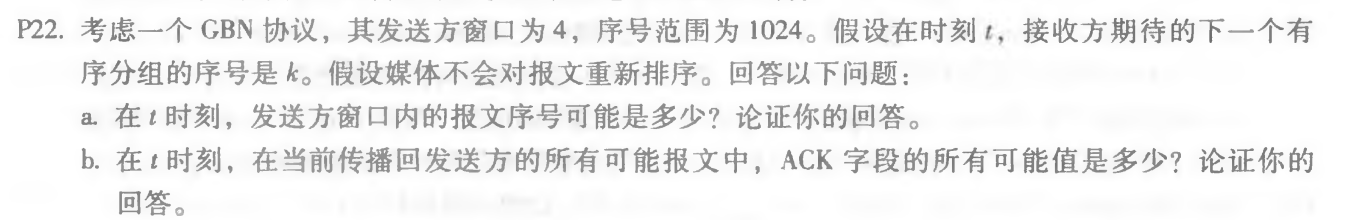 P22. 考虑一个 GBN 协议，其发送方窗口为 4，序号范围为 1024。假设在时刻 t，接收方期待的下一个有
序分组的序号是 k。假设媒体不会对报文重新排序。回答以下问题：
a. 在 t 时刻，发送方窗口内的报文序号可能是多少？论证你的回答。
b. 在 t 时刻，在当前传播回发送方的所有可能报文中，ACK 字段的所有可能值是多少？论证你的
回答。